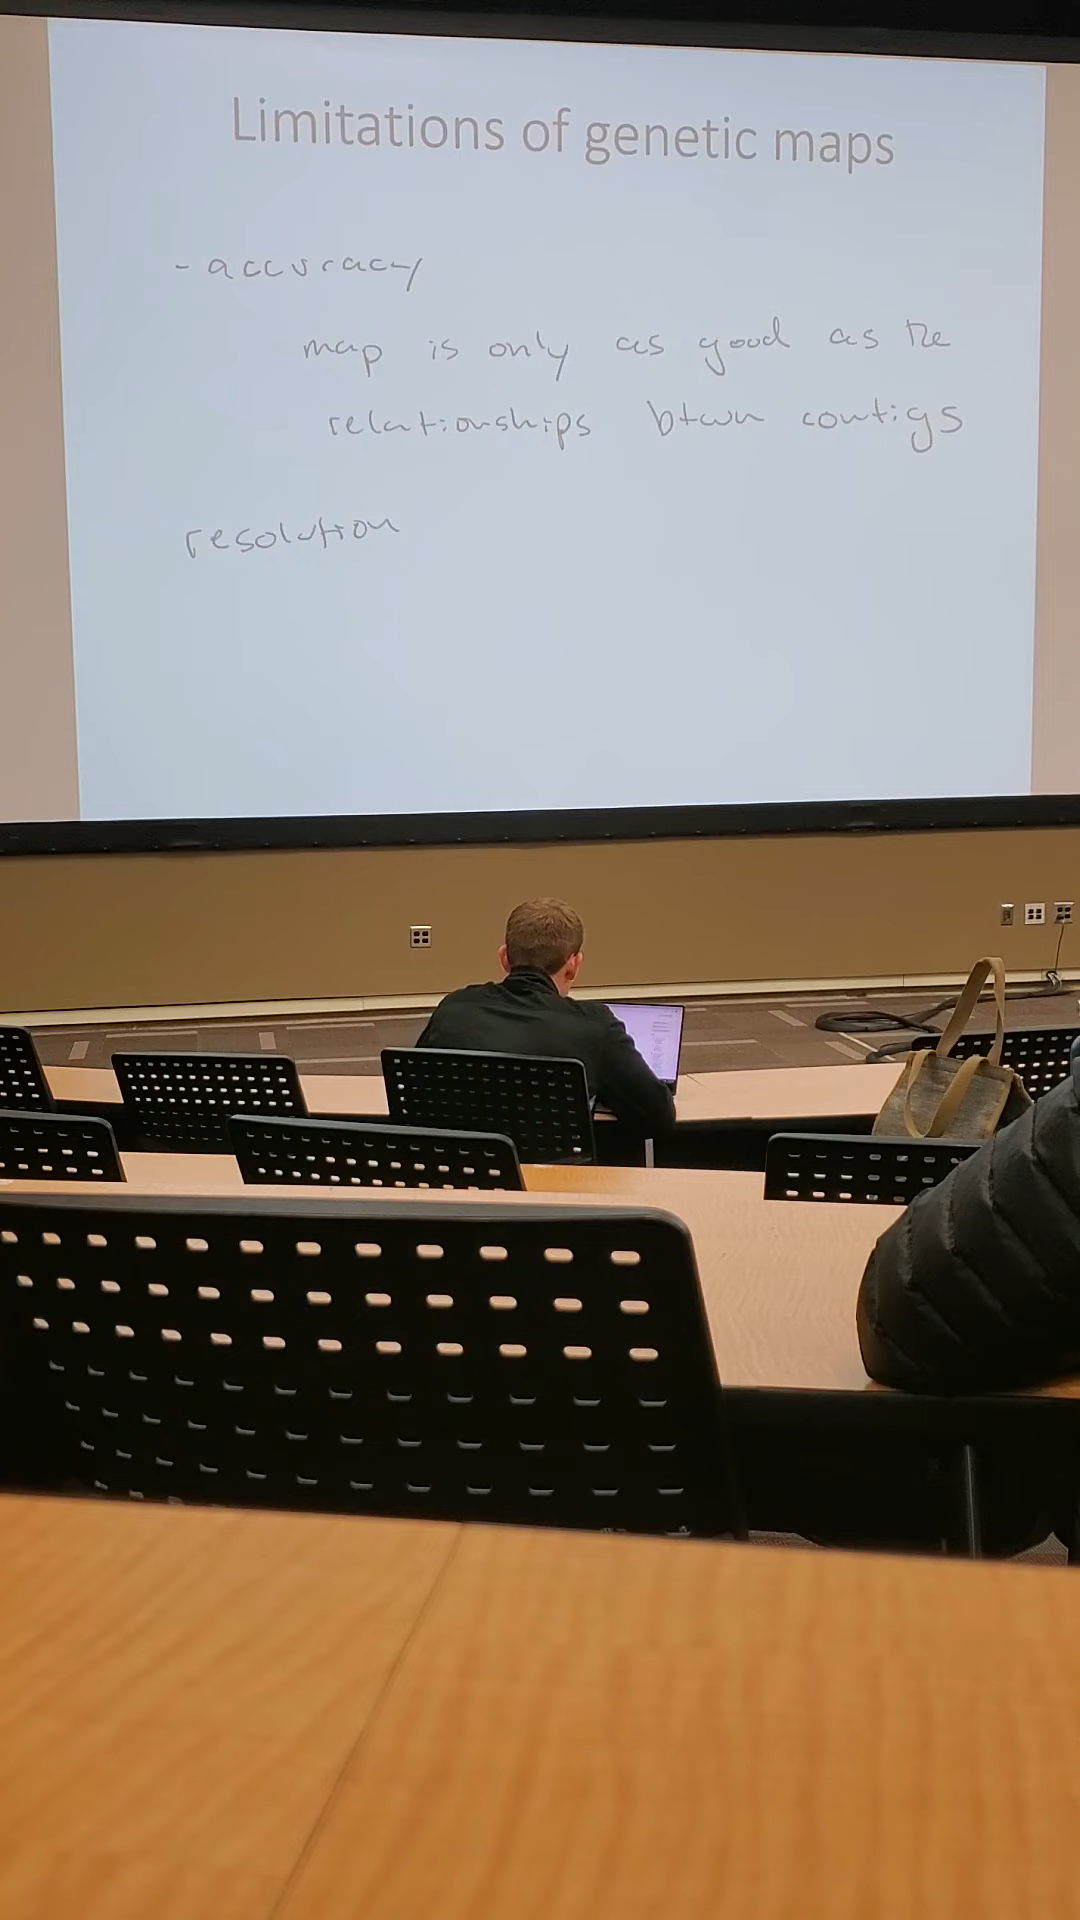 Limitations of genetic maps
- accuracy
map is only as good as the
relationships btwn contigs
resolution